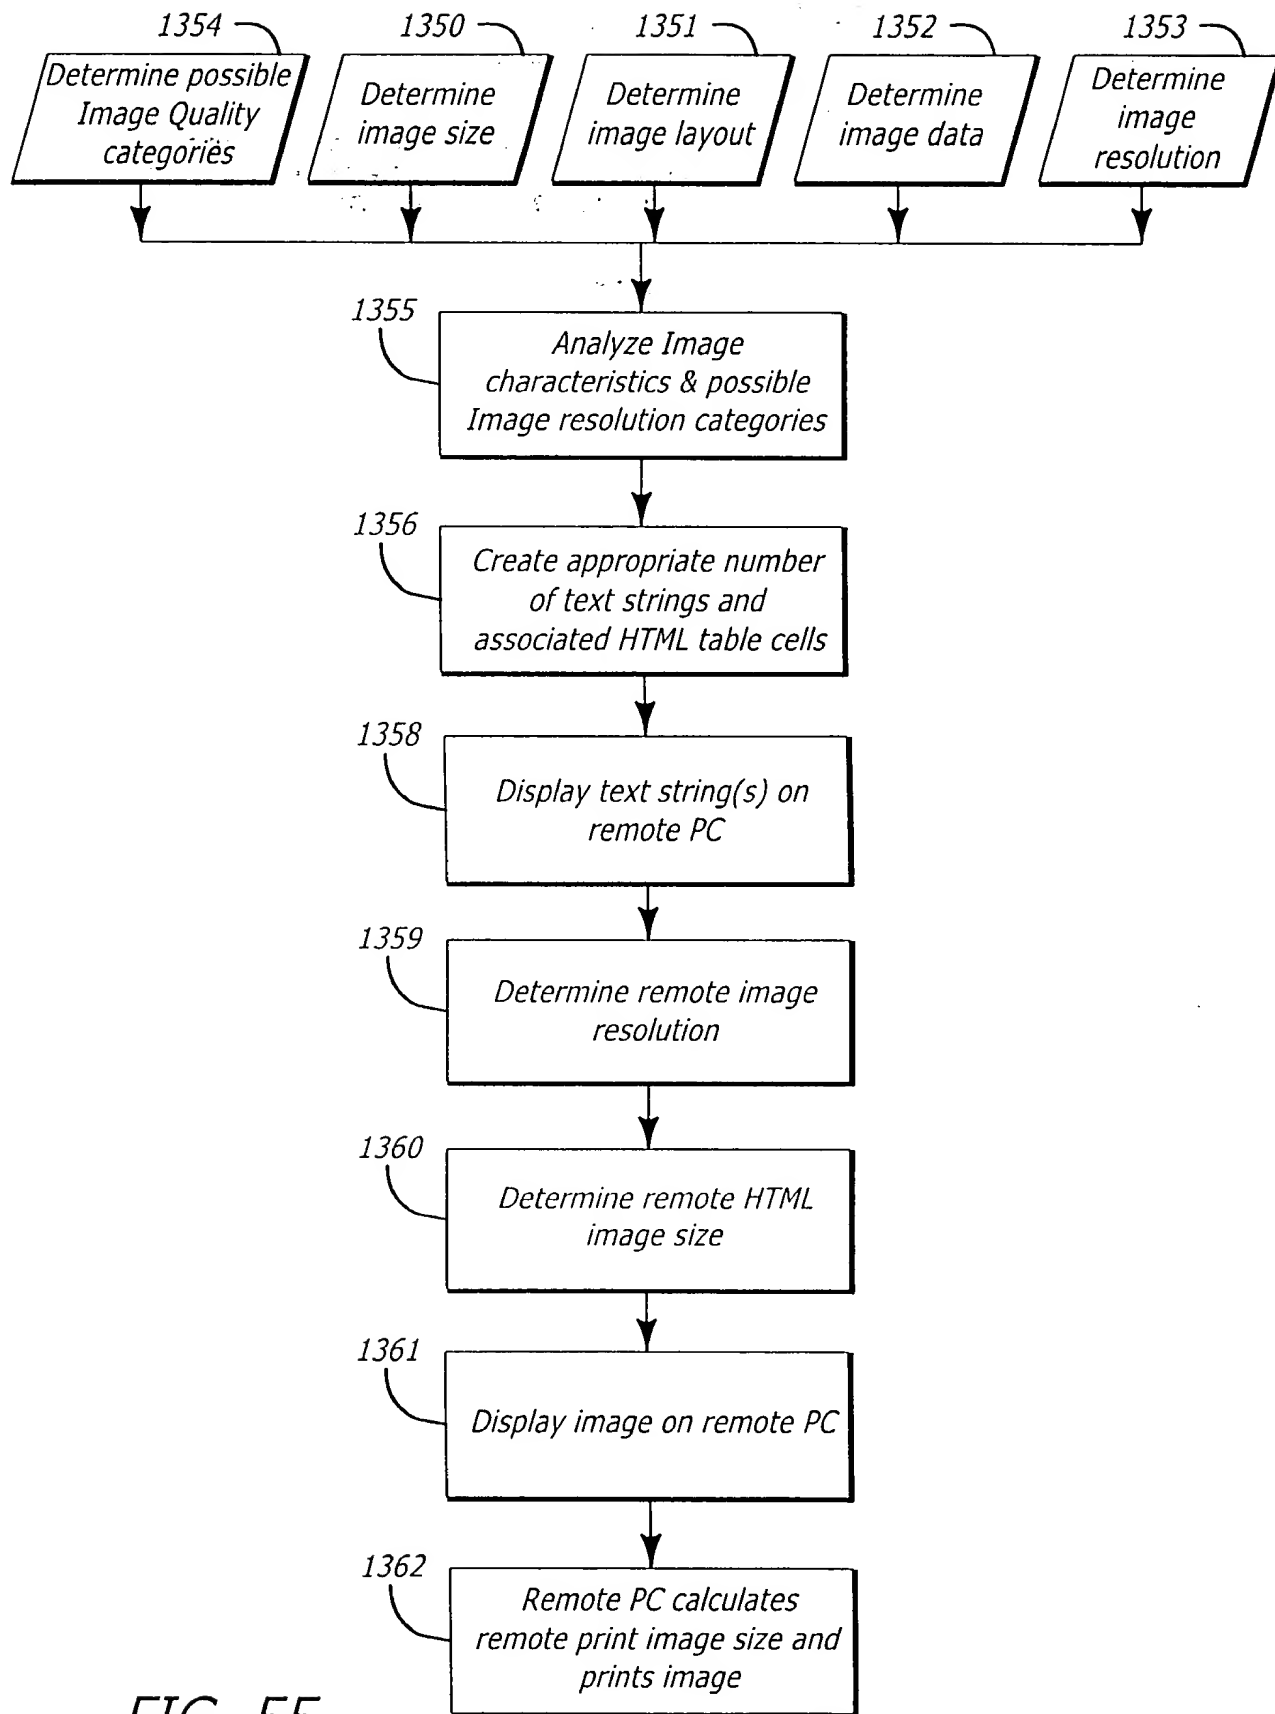 1354
1350
1351
1352
1353
Determine possible
Image Quality
categories
Determine
image size
Determine
image layout
Determine
image data
Determine
image
resolution
1355
Analyze Image
characteristics & possible
Image resolution categories
1356
Create appropriate number
of text strings and
associated HTML table cells
1358
Display text string(s) on
remote PC
1359
Determine remote image
resolution
1360
Determine remote HTML
image size
1361
Display image on remote PC
1362
Remote PC calculates
remote print image size and
prints image
FIG.